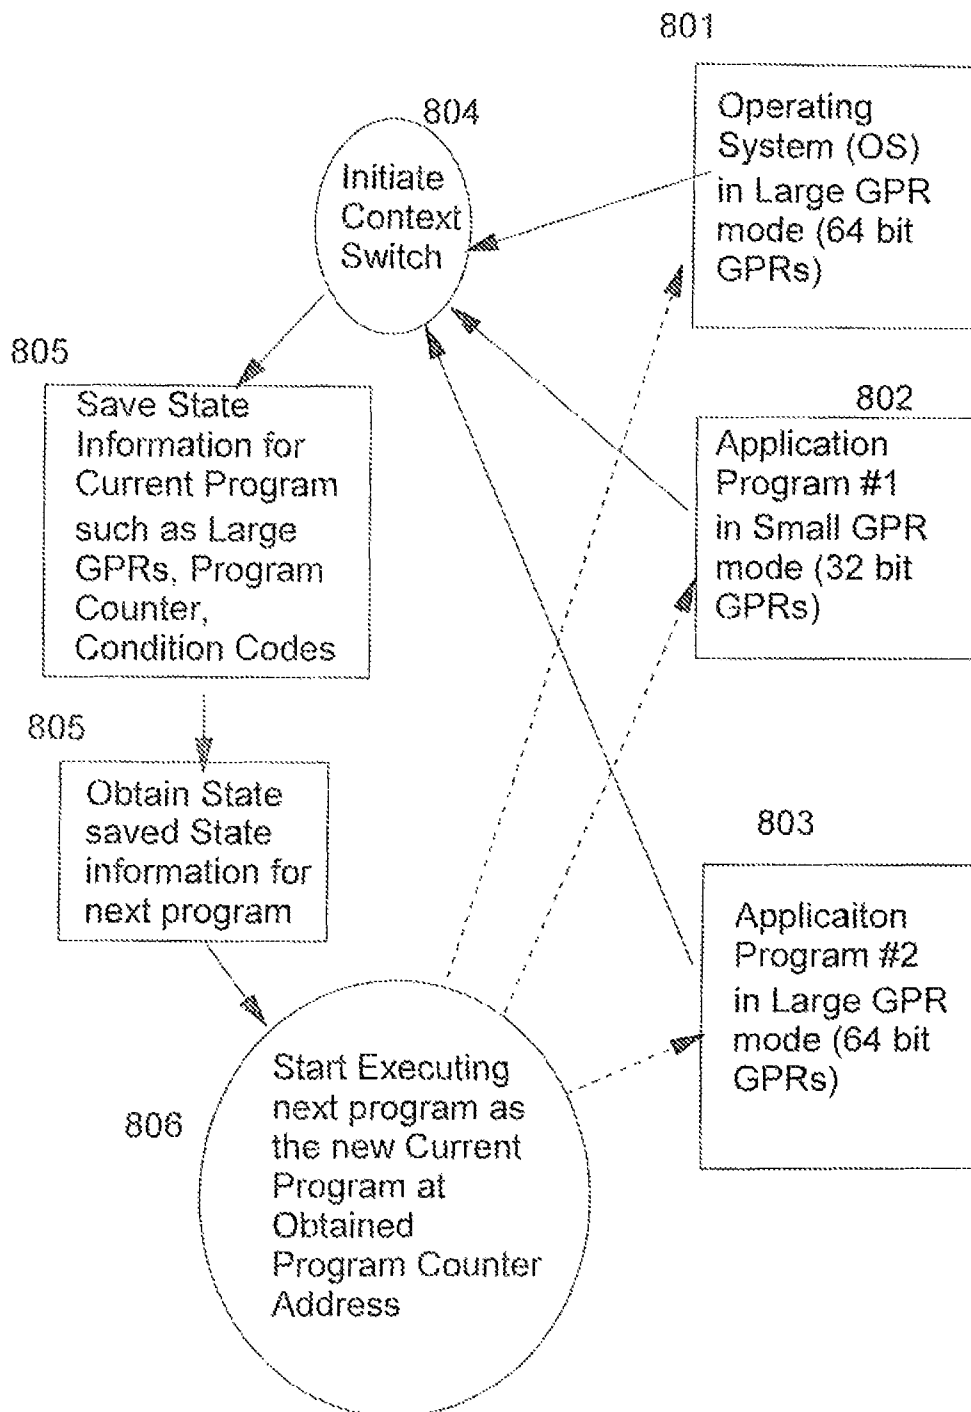 801
Operating
System (OS)
in Large GPR
mode (64 bit
GPRs)
804
Initiate
Context
Switch
805
Save State
Information for
Current Program
such as Large
GPRs, Program
Counter,
Condition Codes
802
Application
Program #1
in Small GPR
mode (32 bit
GPRs)
805
Obtain State
saved State
information for
next program
803
Applicaiton
Program #2
in Large GPR
mode (64 bit
GPRs)
806
Start Executing
next program as
the new Current
Program at
Obtained
Program Counter
Address